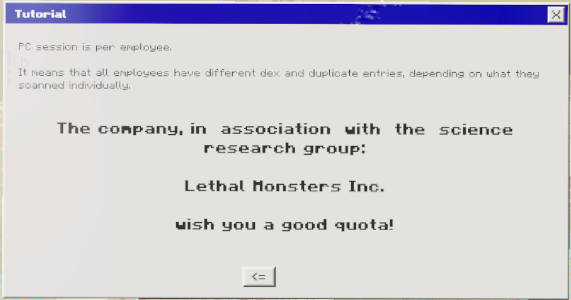 Tutorial
PC session is per employee.
It means that all employees have different dex and duplicate entries, depending on what they
scanned individually.
The company, in association with the science
research group:
Lethal Monsters Inc.
wish you a good quota!
<=